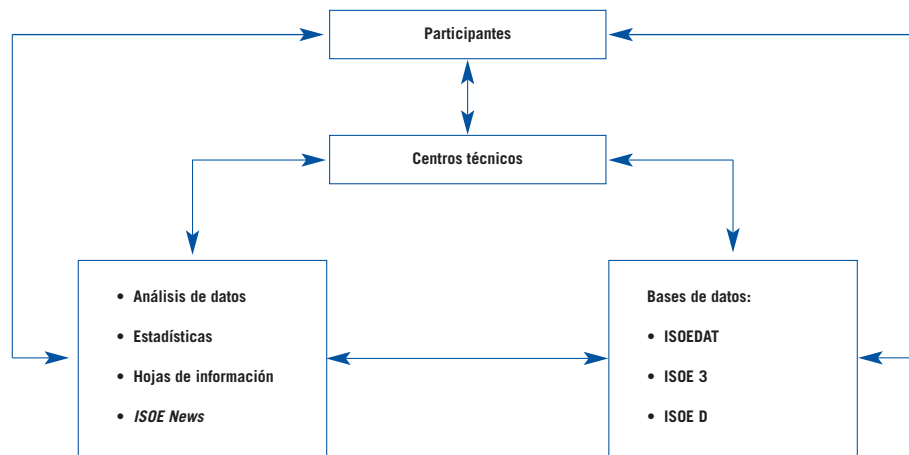 Participantes
Centros técnicos
• Análisis de datos
• Estadísticas
• Hojas de información
• ISOE News
Bases de datos:
• ISOEDAT
• ISOE 3
• ISOE D